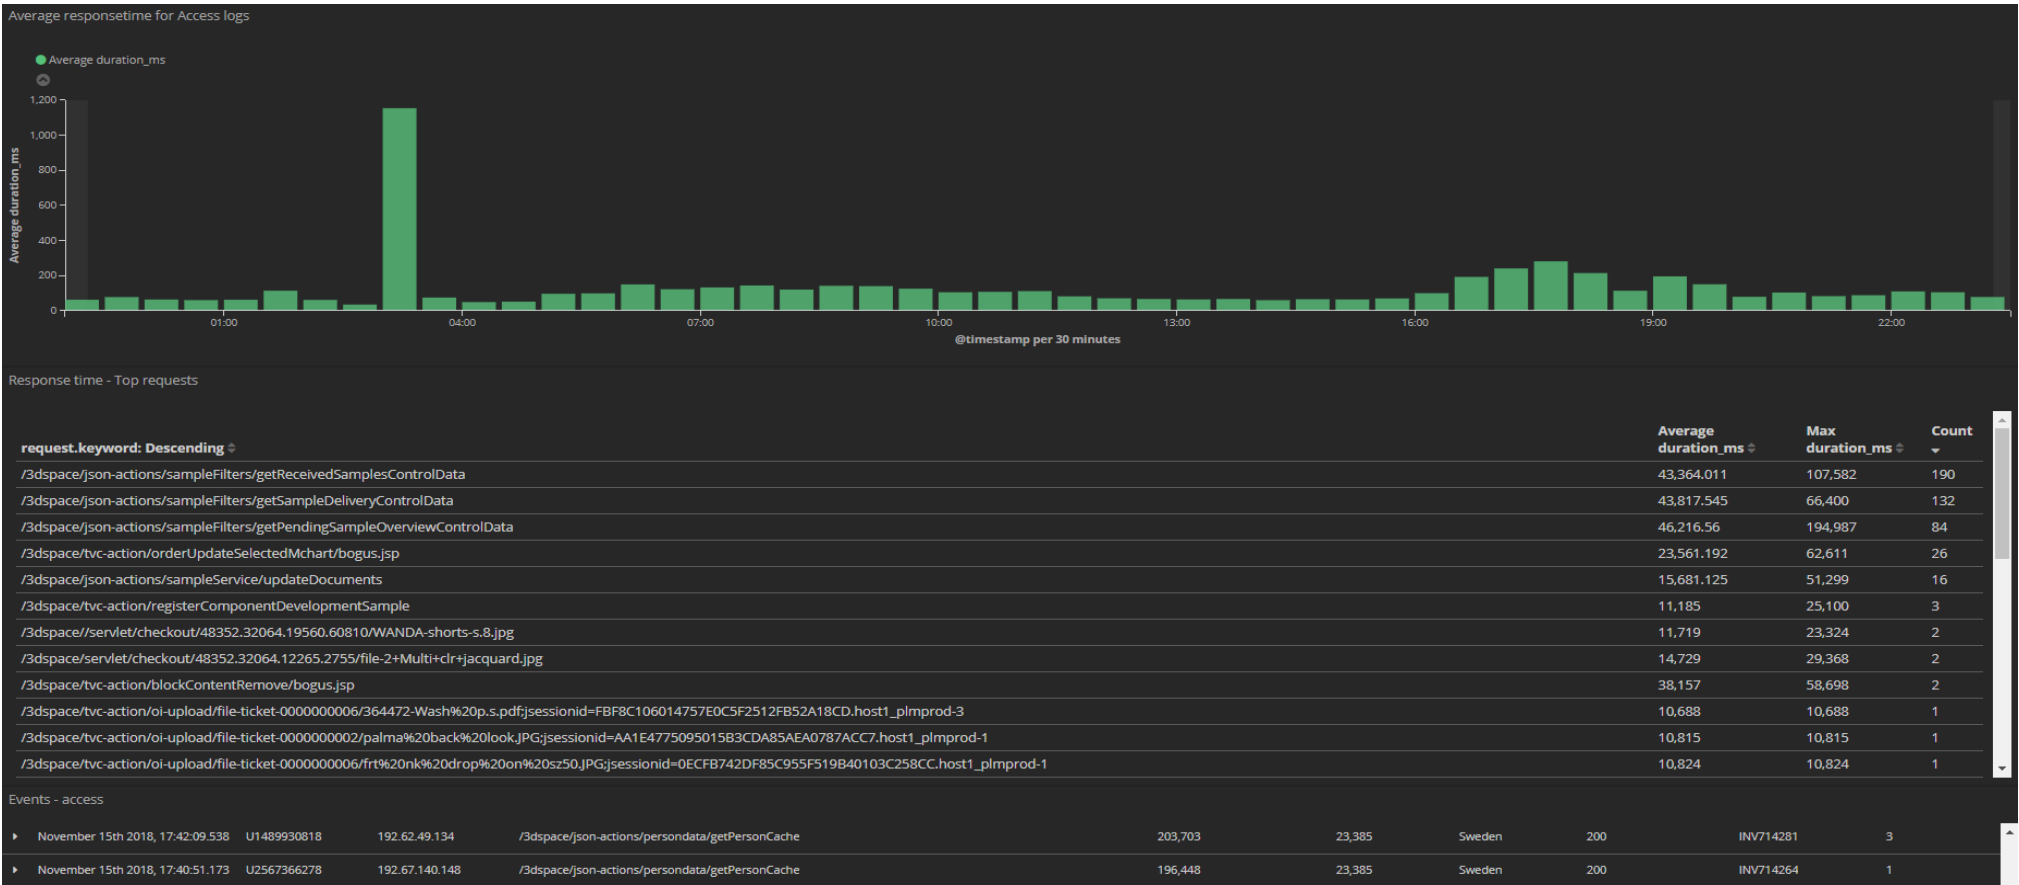 Average responsetime for Access logs
Average duration_ms
1,200
1,000
800
600
400
200
0
Average duration_ms
01:00 04:00 07:00 10:00 13:00 16:00 19:00 22:00
@timestamp per 30 minutes
Response time - Top requests
request.keyword: Descending Average duration_ms Max duration_ms Count
/3dspace/json-actions/sampleFilters/getReceivedSamplesControlData 43,364.011 107,582 190
/3dspace/json-actions/sampleFilters/getSampleDeliveryControlData 43,817.545 66,400 132
/3dspace/json-actions/sampleFilters/getPendingSampleOverviewControlData 46,216.56 194,987 84
/3dspace/tvc-action/orderUpdateSelectedMchart/bogus.jsp 23,561.192 62,611 26
/3dspace/json-actions/sampleService/updateDocuments 15,681.125 51,299 16
/3dspace/tvc-action/registerComponentDevelopmentSample 11,185 25,100 3
/3dspace//servlet/checkout/48352.32064.19560.60810/WANDA-shorts-s.8.jpg 11,719 23,324 2
/3dspace/servlet/checkout/48352.32064.12265.2755/file-2+Multi+clr+jacquard.jpg 14,729 29,368 2
/3dspace/tvc-action/blockContentRemove/bogus.jsp 38,157 58,698 2
/3dspace/tvc-action/oi-upload/file-ticket-0000000006/364472-Wash%20p.s.pdf;jsessionid=FBF8C106014757E0C5F2512FB52A18CD.host1_plmprod-3 10,688 10,688 1
/3dspace/tvc-action/oi-upload/file-ticket-0000000002/palma%20back%20look.JPG;jsessionid=AA1E4775095015B3CDA85AEA0787ACC7.host1_plmprod-1 10,815 10,815 1
/3dspace/tvc-action/oi-upload/file-ticket-0000000006/frt%20nk%20drop%20on%20sz50.JPG;jsessionid=0ECFB742DF85C955F519B40103C258CC.host1_plmprod-1 10,824 10,824 1
Events - access
November 15th 2018, 17:42:09.538 U1489930818 192.62.49.134 /3dspace/json-actions/persondata/getPersonCache 203,703 23,385 Sweden 200 INV714281 3
November 15th 2018, 17:40:51.173 U2567366278 192.67.140.148 /3dspace/json-actions/persondata/getPersonCache 196,448 23,385 Sweden 200 INV714264 1